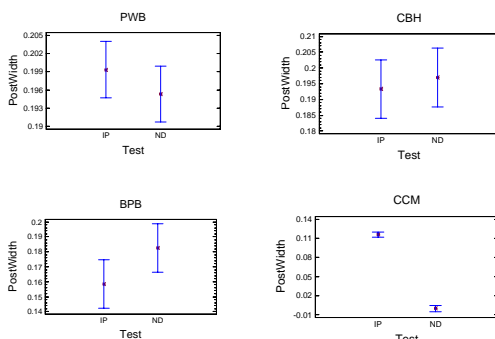 PWB
PostWidth
0.205
0.202
0.199
0.196
0.193
0.19
IP ND
Test
CBH
PostWidth
0.21
0.205
0.2
0.195
0.19
0.185
0.18
IP ND
Test
BPB
PostWidth
0.2
0.19
0.18
0.17
0.16
0.15
0.14
IP ND
Test
CCM
PostWidth
0.14
0.11
0.08
0.05
0.02
-0.01
IP ND
Test